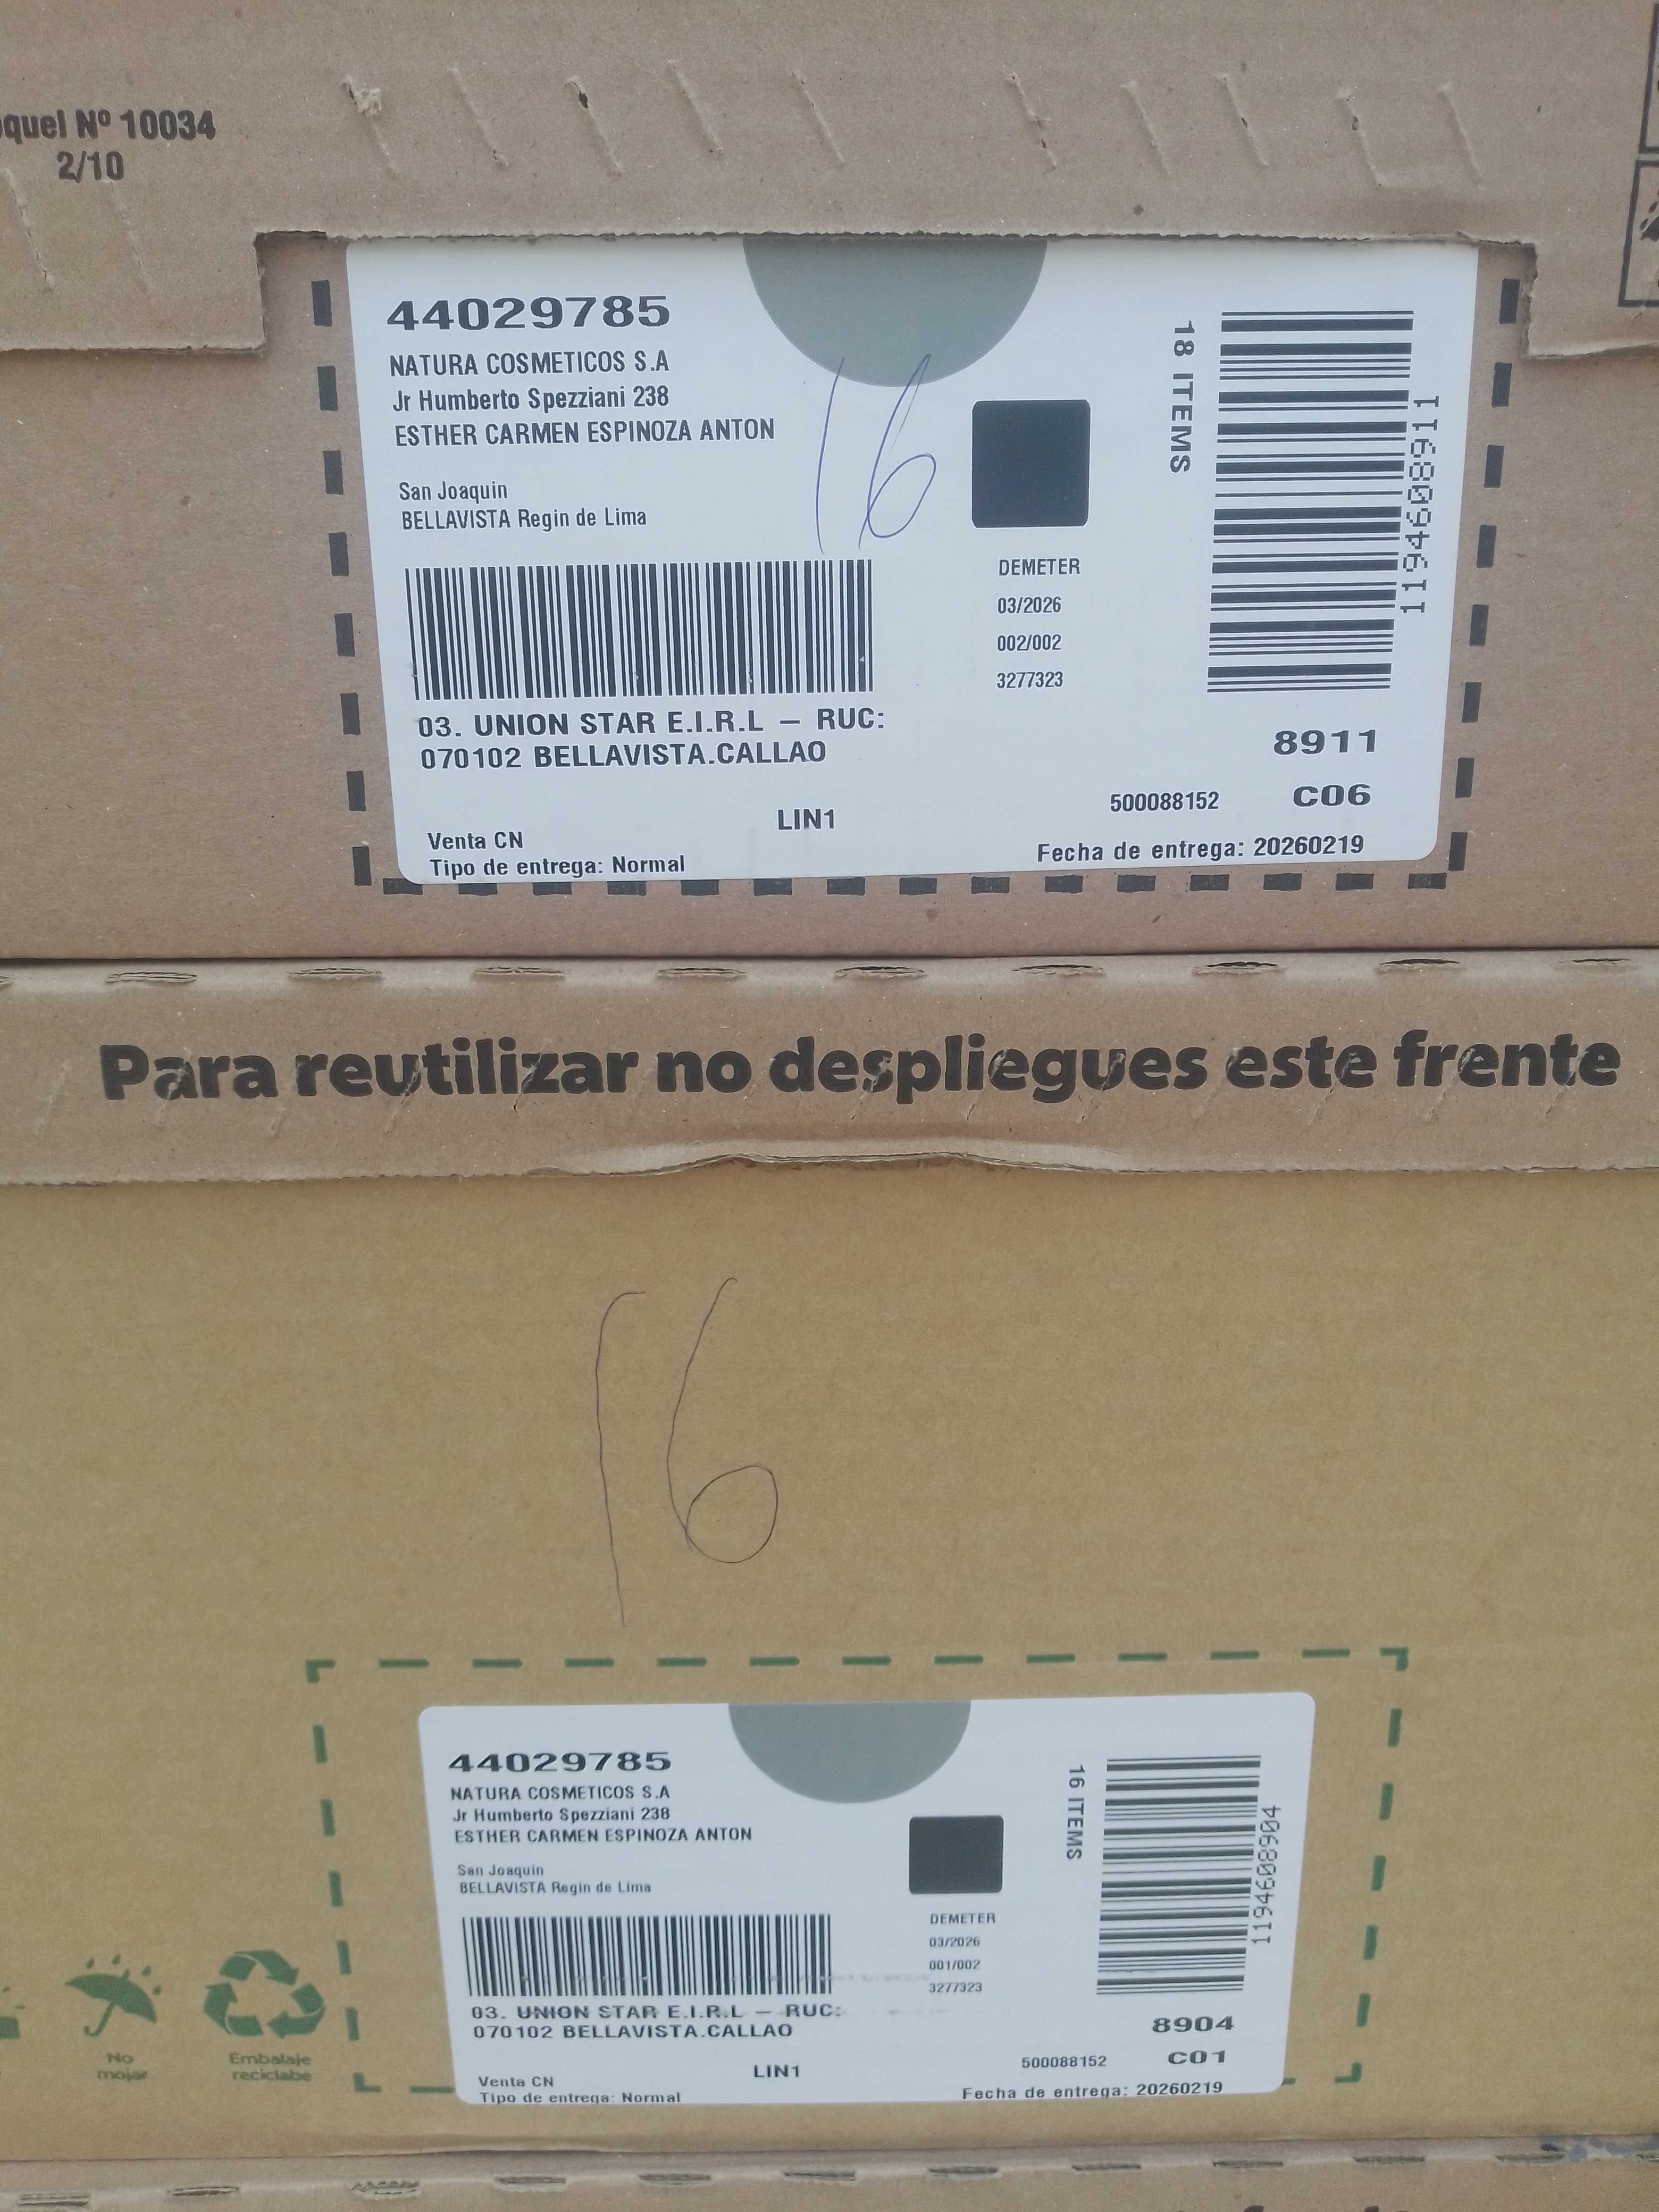 Nº 10034
2/10
44029785
NATURA COSMETICOS S.A
Jr Humberto Spezziani 238
ESTHER CARMEN ESPINOZA ANTON
San Joaquin
BELLAVISTA Regin de Lima
16
18 ITEMS
1194608911
DEMETER
03/2026
002/002
3277323
03. UNION STAR E.I.R.L – RUC:
070102 BELLAVISTA.CALLAO
8911
500088152 C06
LIN1
Venta CN
Tipo de entrega: Normal
Fecha de entrega: 20260219
Para reutilizar no despliegues este frente
16
44029785
NATURA COSMETICOS S.A
Jr Humberto Spezziani 238
ESTHER CARMEN ESPINOZA ANTON
San Joaquin
BELLAVISTA Regin de Lima
16 ITEMS
1194608904
DEMETER
03/2026
001/002
3277323
03. UNION STAR E.I.R.L – RUC:
070102 BELLAVISTA.CALLAO
8904
500088152 C01
LIN1
Venta CN
Tipo de entrega: Normal
Fecha de entrega: 20260219
No
mojar
Embalaje
reciclabe